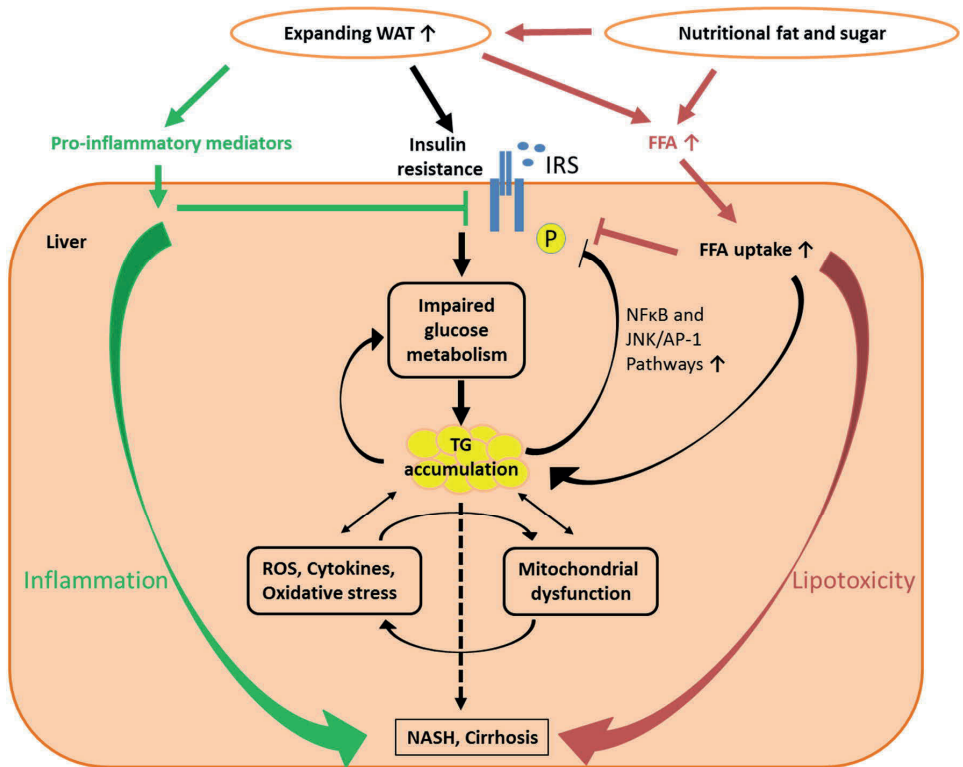 Expanding WAT ↑
Nutritional fat and sugar
Pro-inflammatory mediators
Insulin
resistance
IRS
FFA ↑
Liver
P
FFA uptake ↑
Impaired
glucose
metabolism
NFκB and
JNK/AP-1
Pathways ↑
TG
accumulation
Inflammation
ROS, Cytokines,
Oxidative stress
Mitochondrial
dysfunction
Lipotoxicity
NASH, Cirrhosis